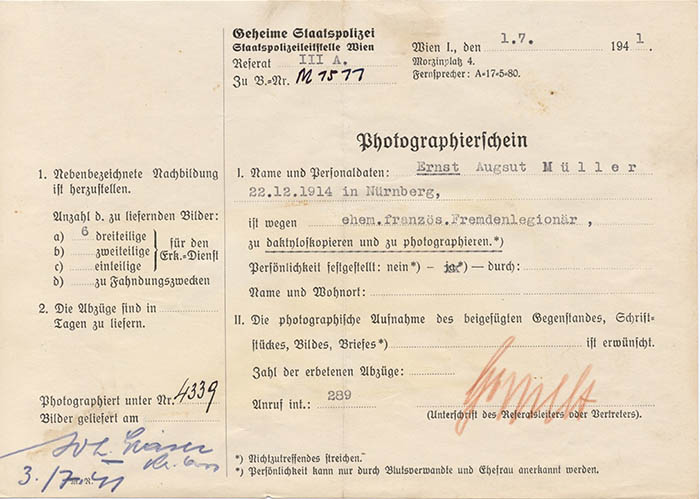 Geheime Staatspolizei
Staatspolizeileitstelle Wien
Referat III A.
Zu B.=Nr. M 1577
Wien I., den 1.7. 1941.
Morzinplatz 4.
Fernsprecher: A=17=5=80.
Photographierschein
1. Nebenbezeichnete Nachbildung
ist herzustellen.
Anzahl d. zu liefernden Bilder:
a) 6 dreiteilige
b) zweiteilige
c) einteilige
für den
Erk.=Dienst
d) zu Fahndungszwecken
2. Die Abzüge sind in
Tagen zu liefern.
Photographiert unter Nr. 4339
Bilder geliefert am
3./7.41
I. Name und Personaldaten: Ernst Augsut Müller
22.12.1914 in Nürnberg,
ist wegen ehem.französ.Fremdenlegionär ,
zu daktyloskopieren und zu photographieren.*)
Persönlichkeit festgestellt: nein*) – ja*) — durch:
Name und Wohnort:
II. Die photographische Aufnahme des beigefügten Gegenstandes, Schrift=
stückes, Bildes, Briefes*) ist erwünscht.
Zahl der erbetenen Abzüge:
Anruf int.: 289
(Unterschrift des Referatsleiters oder Vertreters).
*) Nichtzutreffendes streichen.
*) Persönlichkeit kann nur durch Blutsverwandte und Ehefrau anerkannt werden.